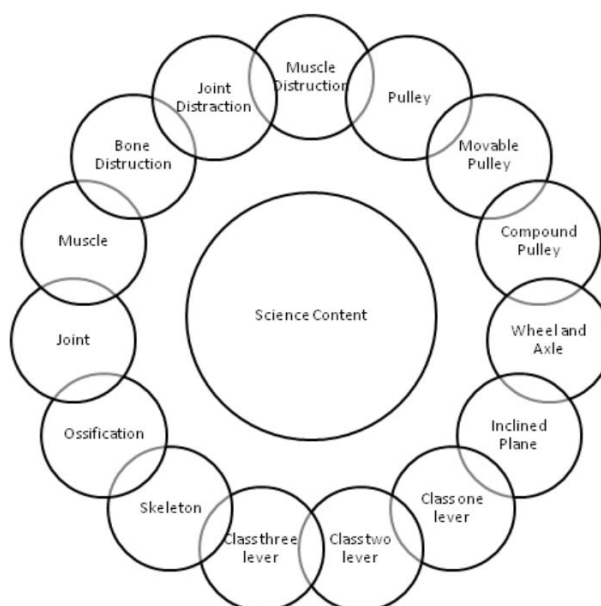 Muscle
Distruction
Pulley
Movable
Pulley
Compound
Pulley
Wheel and
Axle
Inclined
Plane
Class one
lever
Class two
lever
Class three
lever
Skeleton
Ossification
Joint
Muscle
Bone
Distruction
Joint
Distraction
Science Content